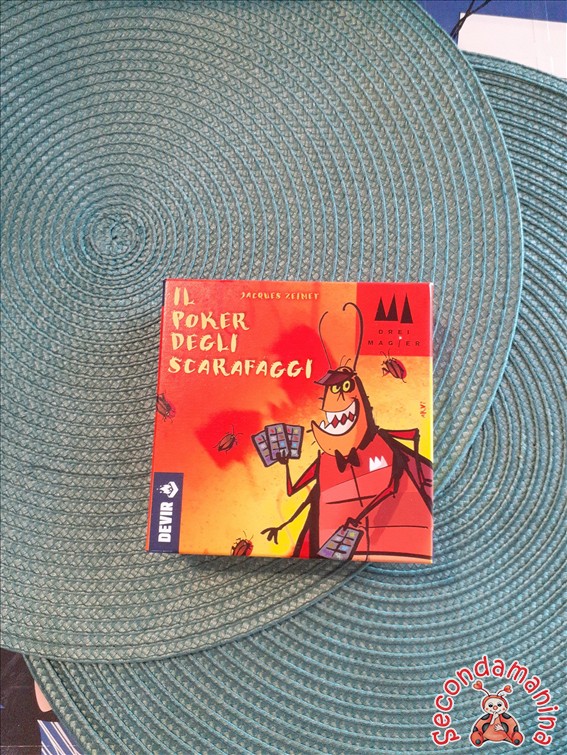 JACQUES ZEIMET
IL
POKER
DEGLI
SCARAFAGGI
DREI
MAGIER
DEVIR
secondamanina